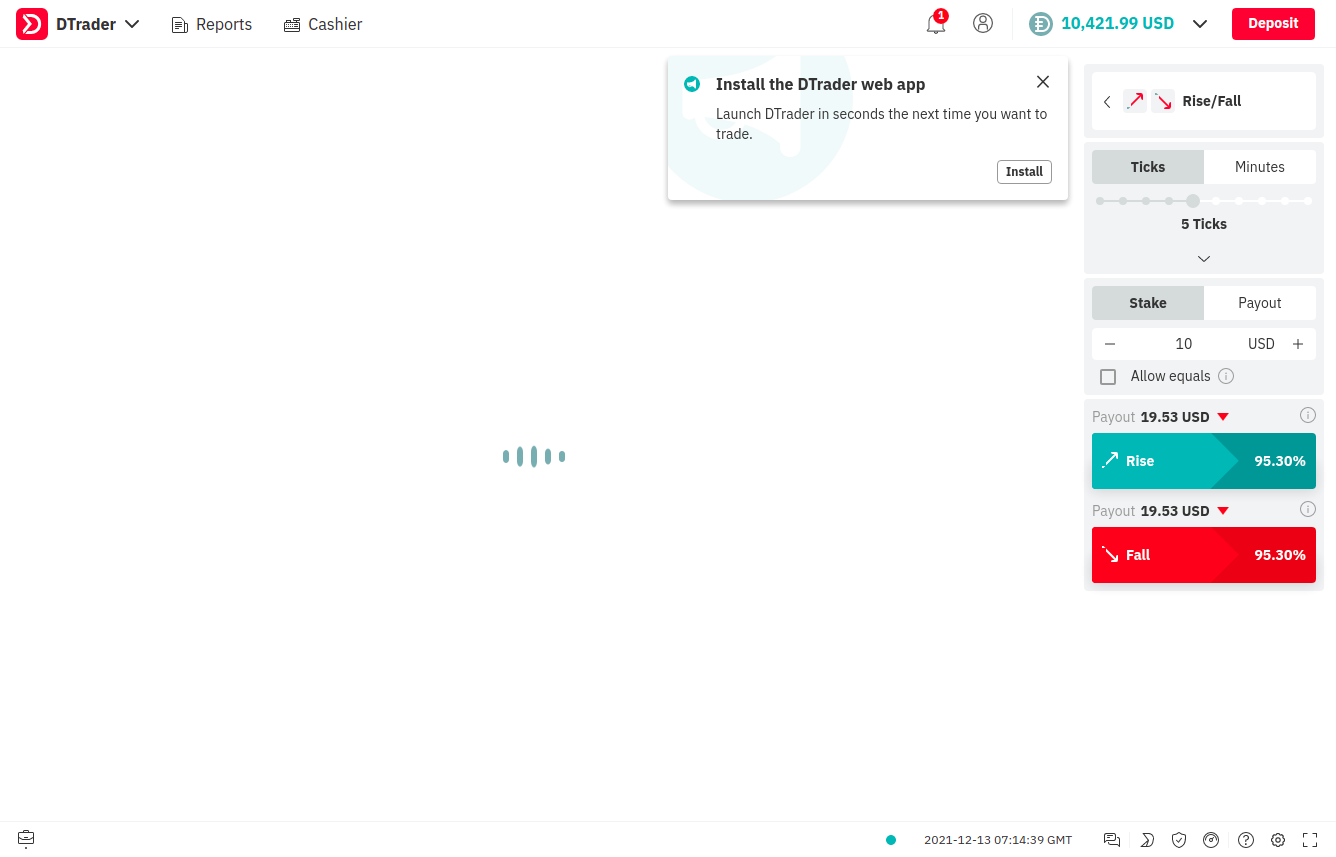 DTrader
Reports
Cashier
1
10,421.99 USD
Deposit
Install the DTrader web app
Launch DTrader in seconds the next time you want to
trade.
Install
Rise/Fall
Ticks Minutes
5 Ticks
Stake Payout
10 USD
Allow equals
Payout 19.53 USD
Rise 95.30%
Payout 19.53 USD
Fall 95.30%
2021-12-13 07:14:39 GMT